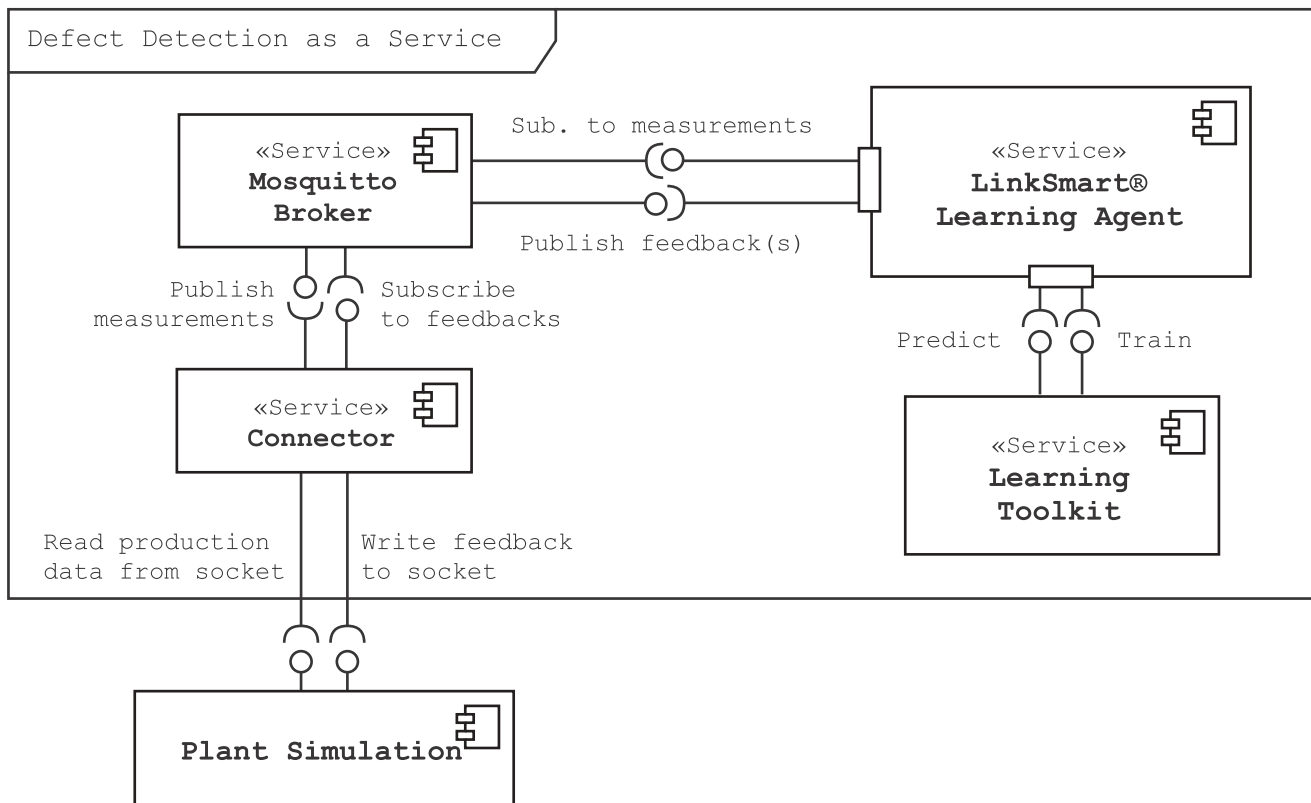 Defect Detection as a Service
Sub. to measurements
«Service»
Mosquitto
Broker
«Service»
LinkSmart®
Learning Agent
Publish feedback(s)
Publish
measurements
Subscribe
to feedbacks
Predict
Train
«Service»
Connector
«Service»
Learning
Toolkit
Read production
data from socket
Write feedback
to socket
Plant Simulation